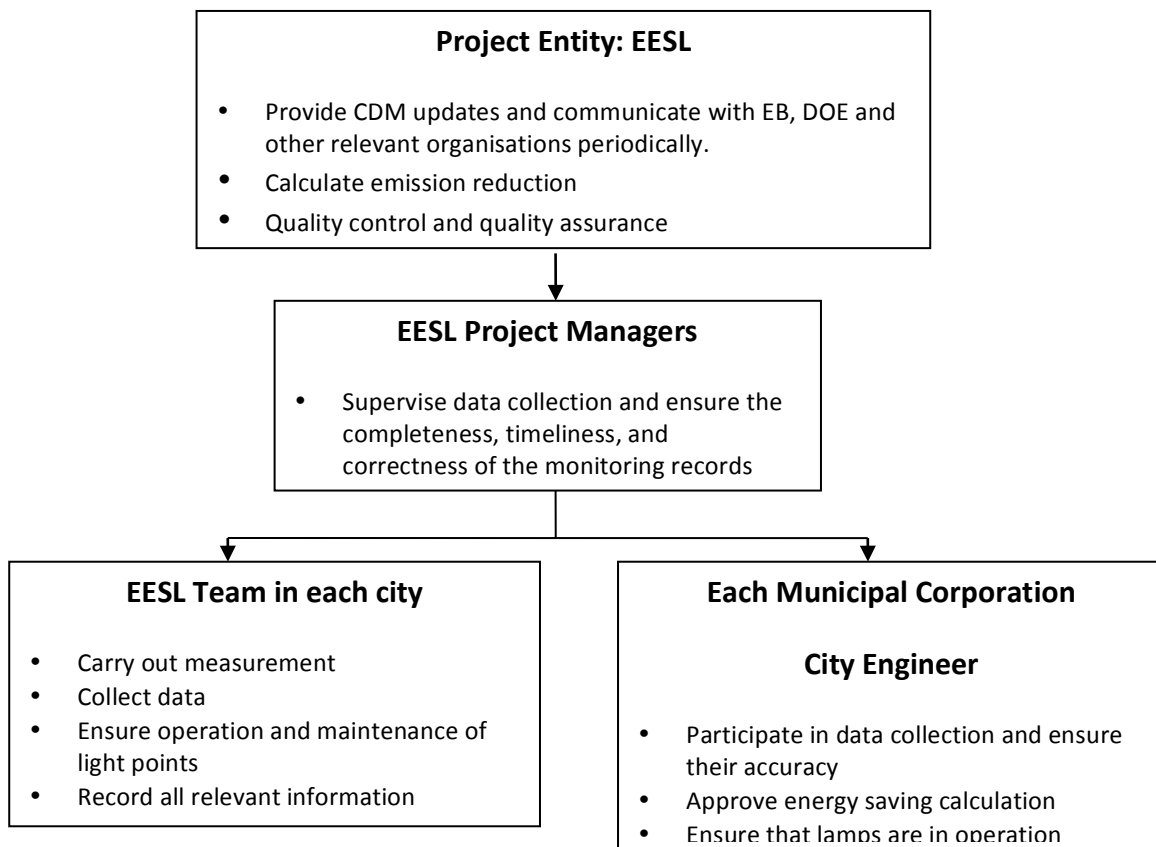 Project Entity: EESL
• Provide CDM updates and communicate with EB, DOE and
other relevant organisations periodically.
• Calculate emission reduction
• Quality control and quality assurance
EESL Project Managers
• Supervise data collection and ensure the
completeness, timeliness, and
correctness of the monitoring records
EESL Team in each city
• Carry out measurement
• Collect data
• Ensure operation and maintenance of
light points
• Record all relevant information
Each Municipal Corporation
City Engineer
• Participate in data collection and ensure
their accuracy
• Approve energy saving calculation
• Ensure that lamps are in operation